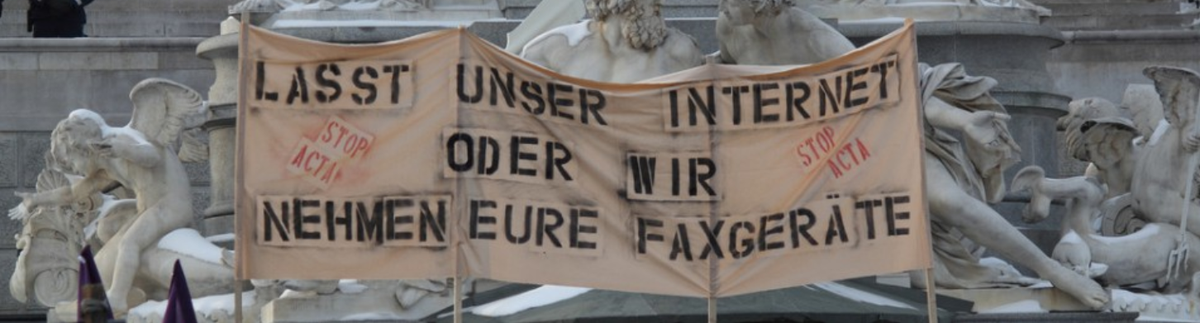 LASST UNSER INTERNET
STOP
ACTA
ODER WIR
STOP
ACTA
NEHMEN EURE FAXGERÄTE